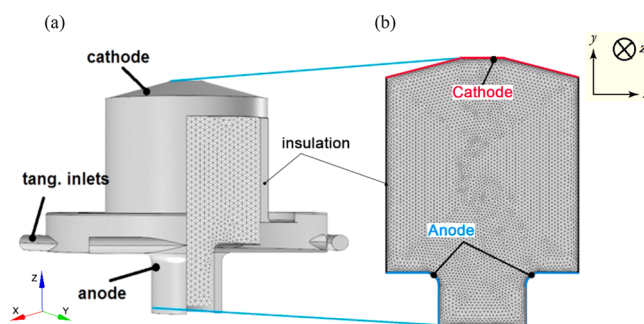 (a)
(b)
cathode
y
z
Cathode
insulation
tang. inlets
Anode
anode
Z
X
Y